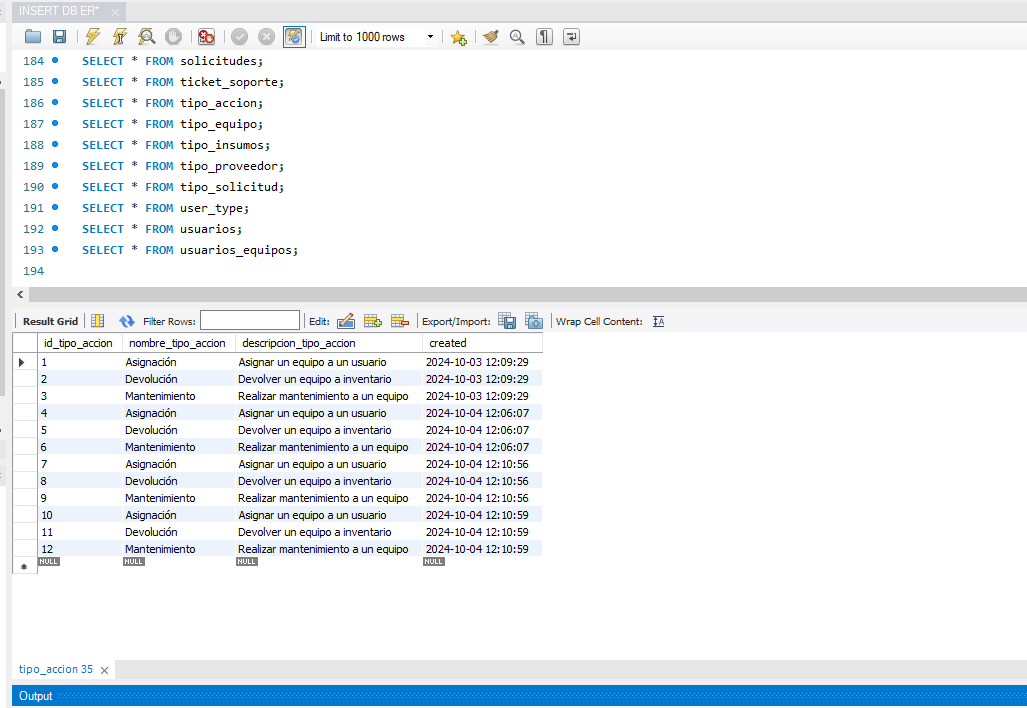 INSERT DB ER*
Limit to 1000 rows
184 SELECT * FROM solicitudes;
185 SELECT * FROM ticket_soporte;
186 SELECT * FROM tipo_accion;
187 SELECT * FROM tipo_equipo;
188 SELECT * FROM tipo_insumos;
189 SELECT * FROM tipo_proveedor;
190 SELECT * FROM tipo_solicitud;
191 SELECT * FROM user_type;
192 SELECT * FROM usuarios;
193 SELECT * FROM usuarios_equipos;
194
Result Grid Filter Rows: Edit: Export/Import: Wrap Cell Content:
id_tipo_accion nombre_tipo_accion descripcion_tipo_accion created
1 Asignación Asignar un equipo a un usuario 2024-10-03 12:09:29
2 Devolución Devolver un equipo a inventario 2024-10-03 12:09:29
3 Mantenimiento Realizar mantenimiento a un equipo 2024-10-03 12:09:29
4 Asignación Asignar un equipo a un usuario 2024-10-04 12:06:07
5 Devolución Devolver un equipo a inventario 2024-10-04 12:06:07
6 Mantenimiento Realizar mantenimiento a un equipo 2024-10-04 12:06:07
7 Asignación Asignar un equipo a un usuario 2024-10-04 12:10:56
8 Devolución Devolver un equipo a inventario 2024-10-04 12:10:56
9 Mantenimiento Realizar mantenimiento a un equipo 2024-10-04 12:10:56
10 Asignación Asignar un equipo a un usuario 2024-10-04 12:10:59
11 Devolución Devolver un equipo a inventario 2024-10-04 12:10:59
12 Mantenimiento Realizar mantenimiento a un equipo 2024-10-04 12:10:59
NULL NULL NULL NULL
tipo_accion 35
Output